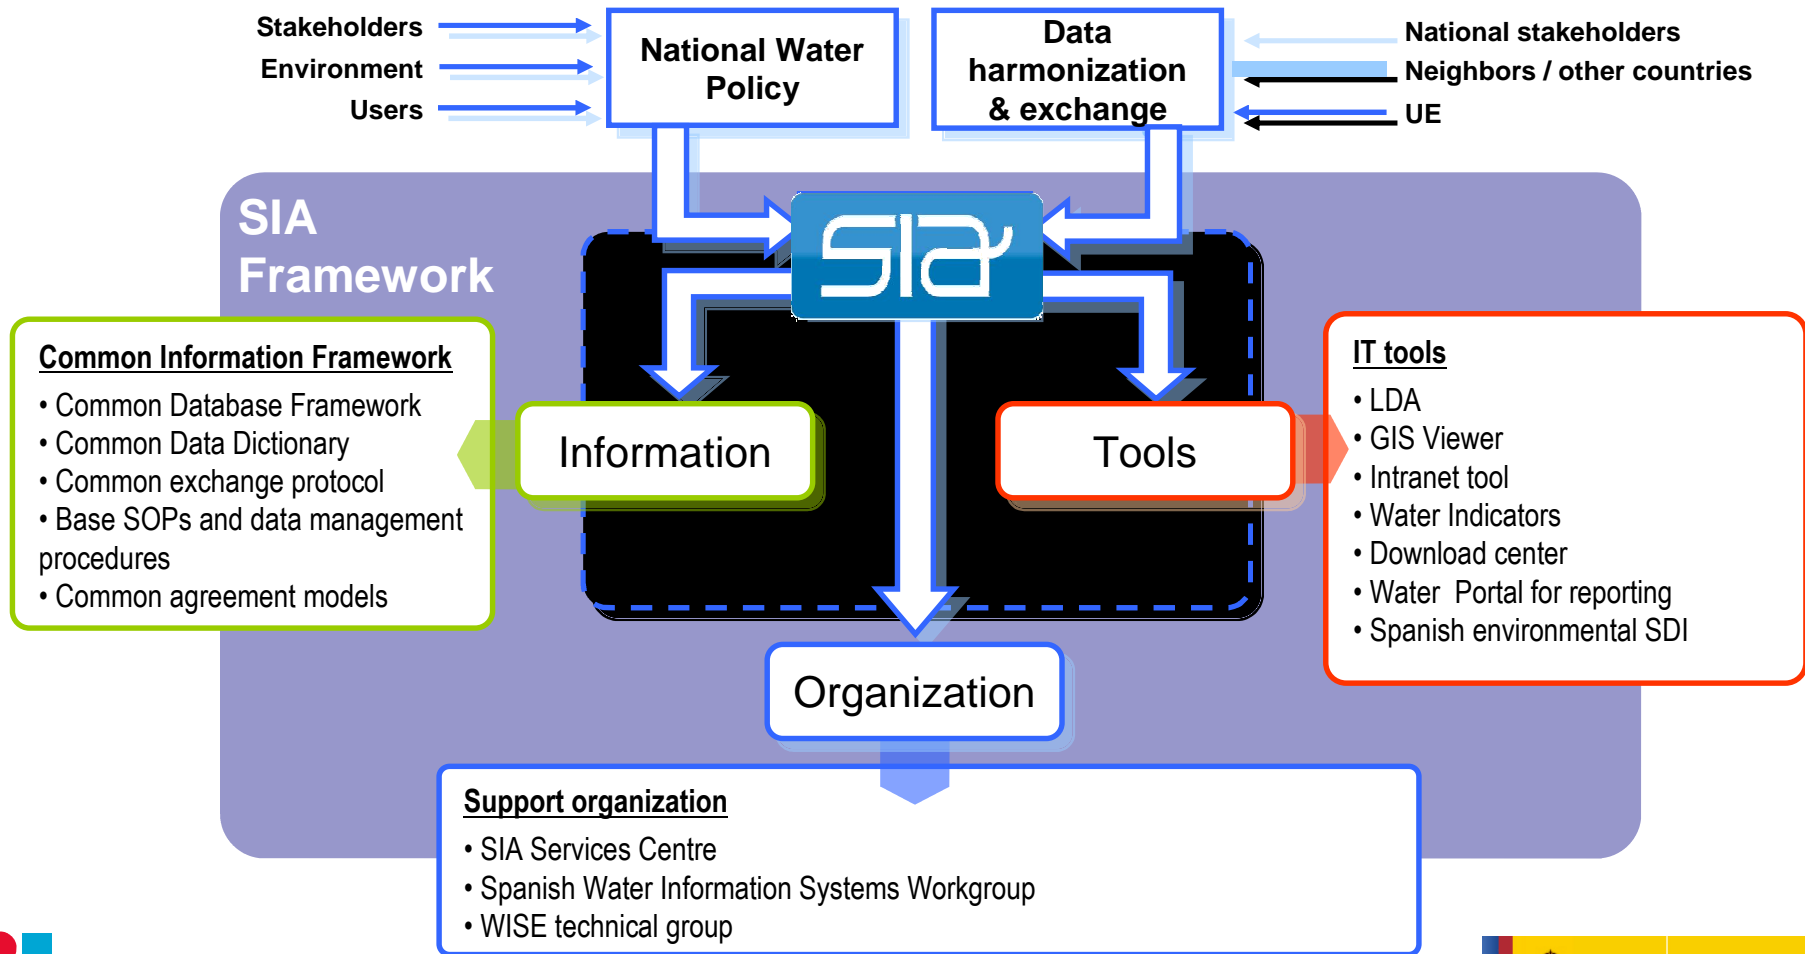 Stakeholders
Environment
Users
National Water
Policy
Data
harmonization
& exchange
National stakeholders
Neighbors / other countries
UE
SIA
Framework
sia
Common Information Framework
• Common Database Framework
• Common Data Dictionary
• Common exchange protocol
• Base SOPs and data management
procedures
• Common agreement models
Information
Tools
IT tools
• LDA
• GIS Viewer
• Intranet tool
• Water Indicators
• Download center
• Water  Portal for reporting
• Spanish environmental SDI
Organization
Support organization
• SIA Services Centre
• Spanish Water Information Systems Workgroup
• WISE technical group